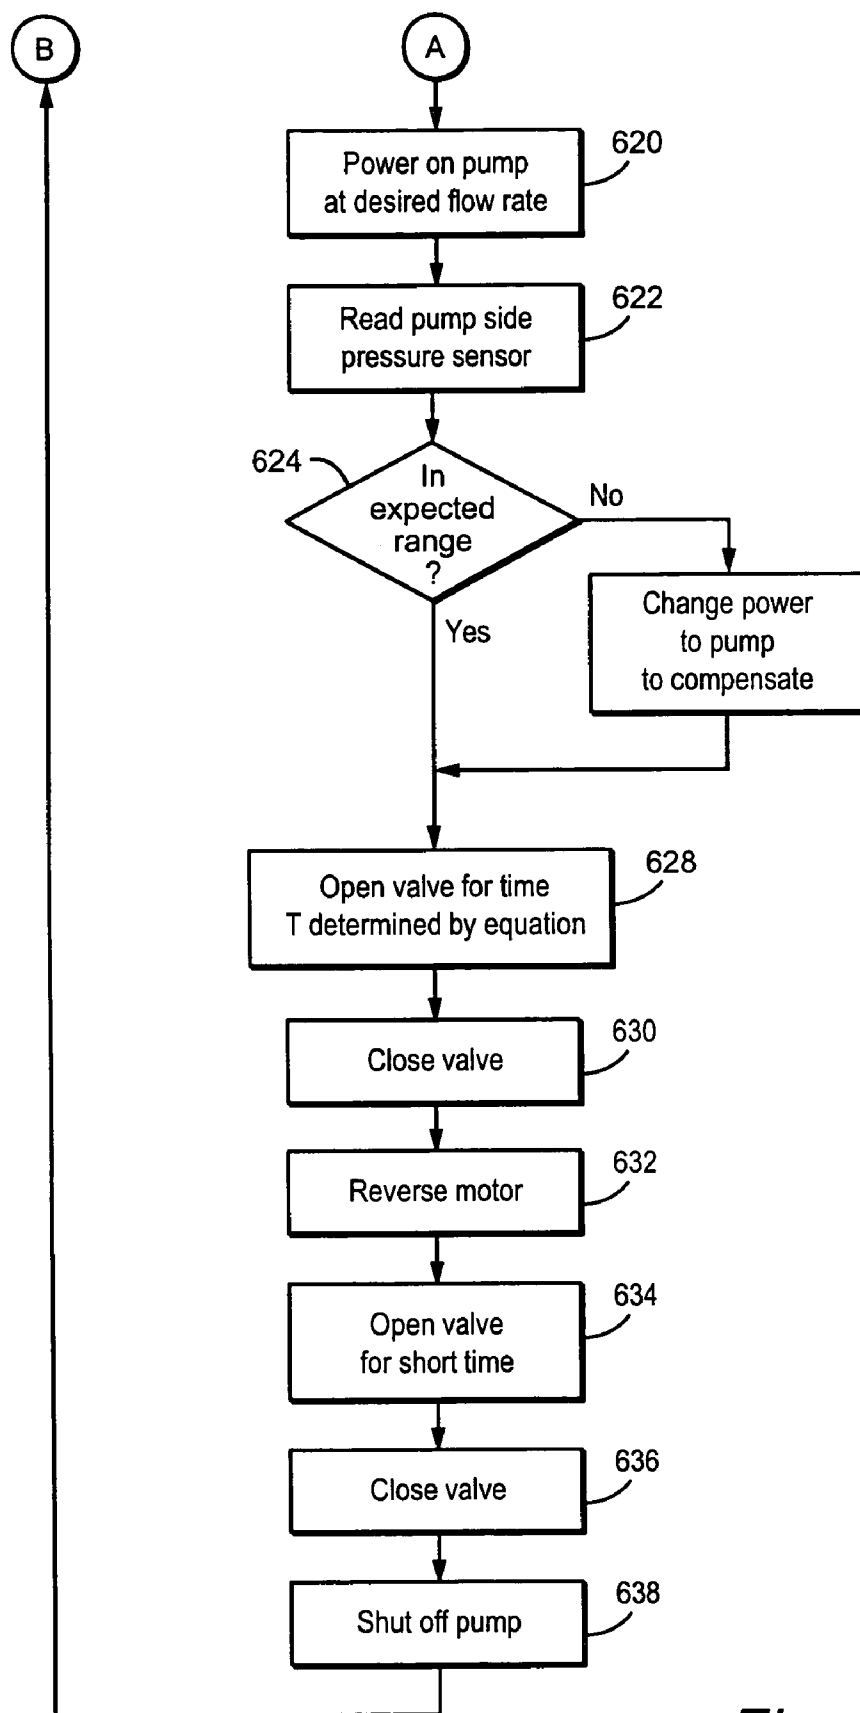 B
A
620
Power on pump
at desired flow rate
622
Read pump side
pressure sensor
624
In
expected
range
?
No
Yes
Change power
to pump
to compensate
628
Open valve for time
T determined by equation
630
Close valve
632
Reverse motor
634
Open valve
for short time
636
Close valve
638
Shut off pump